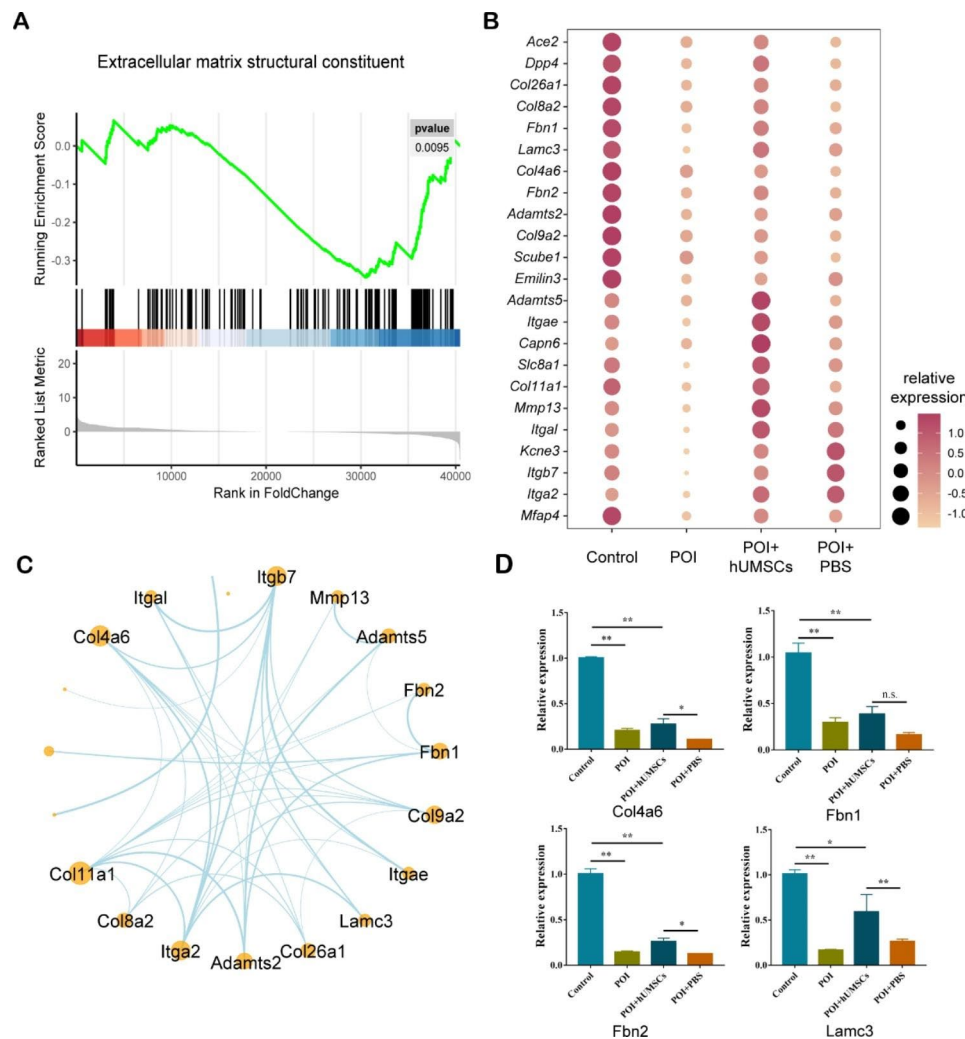 A
Extracellular matrix structural constituent
Running Enrichment Score
0.0
-0.1
-0.2
-0.3
pvalue
0.0095
Ranked List Metric
20
10
0
10000
20000
30000
40000
Rank in FoldChange
B
Ace2
Dpp4
Col26a1
Col8a2
Fbn1
Lamc3
Col4a6
Fbn2
Adamts2
Col9a2
Scube1
Emilin3
Adamts5
Itgae
Capn6
Slc8a1
Col11a1
Mmp13
Itgal
Kcne3
Itgb7
Itga2
Mfap4
Control
POI
POI+
hUMSCs
POI+
PBS
relative
expression
1.5
1.0
0.5
0.0
-0.5
-1.0
C
Itgb7
Itgal
Mmp13
Col4a6
Adamts5
Fbn2
Fbn1
Col9a2
Col11a1
Itgae
Col8a2
Lamc3
Itga2
Col26a1
Adamts2
D
Relative expression
1.5
1.0
0.5
0.0
**
**
*
Control
POI
POI+hUMSCs
POI+PBS
Col4a6
Relative expression
1.5
1.0
0.5
0.0
**
**
n.s.
Control
POI
POI+hUMSCs
POI+PBS
Fbn1
Relative expression
1.5
1.0
0.5
0.0
**
**
*
Control
POI
POI+hUMSCs
POI+PBS
Fbn2
Relative expression
1.5
1.0
0.5
0.0
*
**
**
Control
POI
POI+hUMSCs
POI+PBS
Lamc3